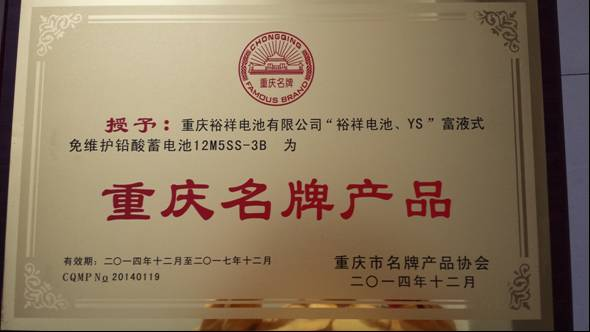 CHONGQING
重庆名牌
FAMOUS BRAND
授予：重庆裕祥电池有限公司“裕祥电池、YS”富液式
免维护铅酸蓄电池12M5SS-3B 为
重庆名牌产品
有效期：二〇一四年十二月至二〇一七年十二月
CQMP No 20140119
重庆市名牌产品协会
二〇一四年十二月